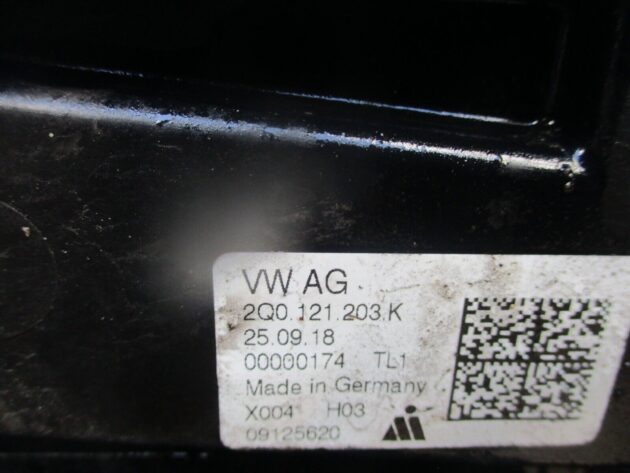 VW AG
2Q0.121.203.K
25.09.18
00000174 TL1
Made in Germany
X004 H03
09125620